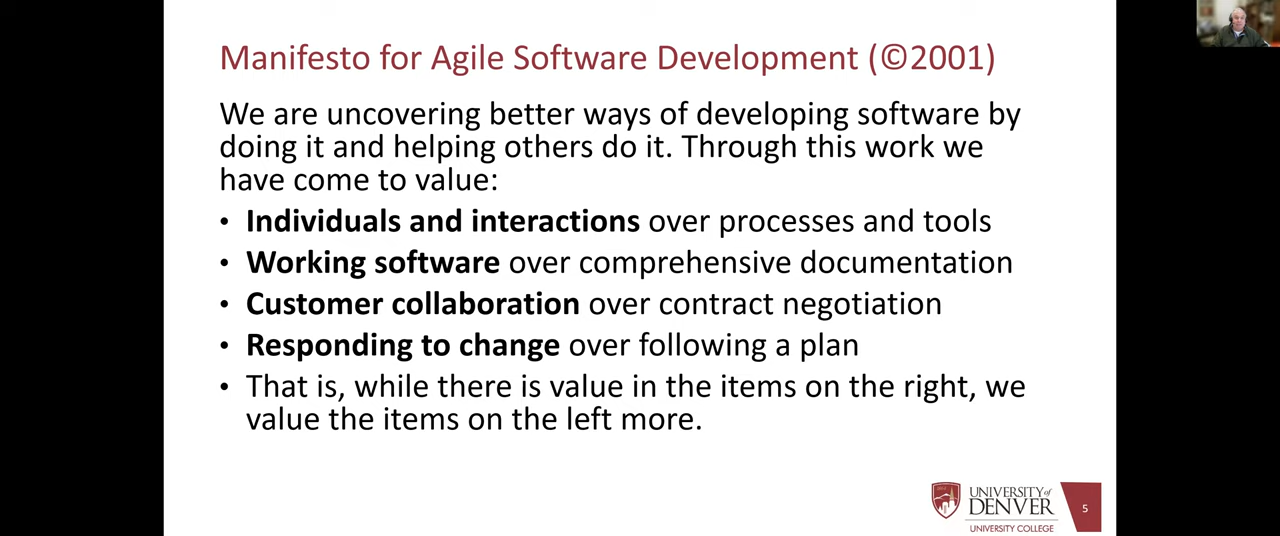 Manifesto for Agile Software Development (©2001)
We are uncovering better ways of developing software by
doing it and helping others do it. Through this work we
have come to value:
• Individuals and interactions over processes and tools
• Working software over comprehensive documentation
• Customer collaboration over contract negotiation
• Responding to change over following a plan
• That is, while there is value in the items on the right, we
value the items on the left more.
UNIVERSITY of
DENVER
UNIVERSITY COLLEGE
5